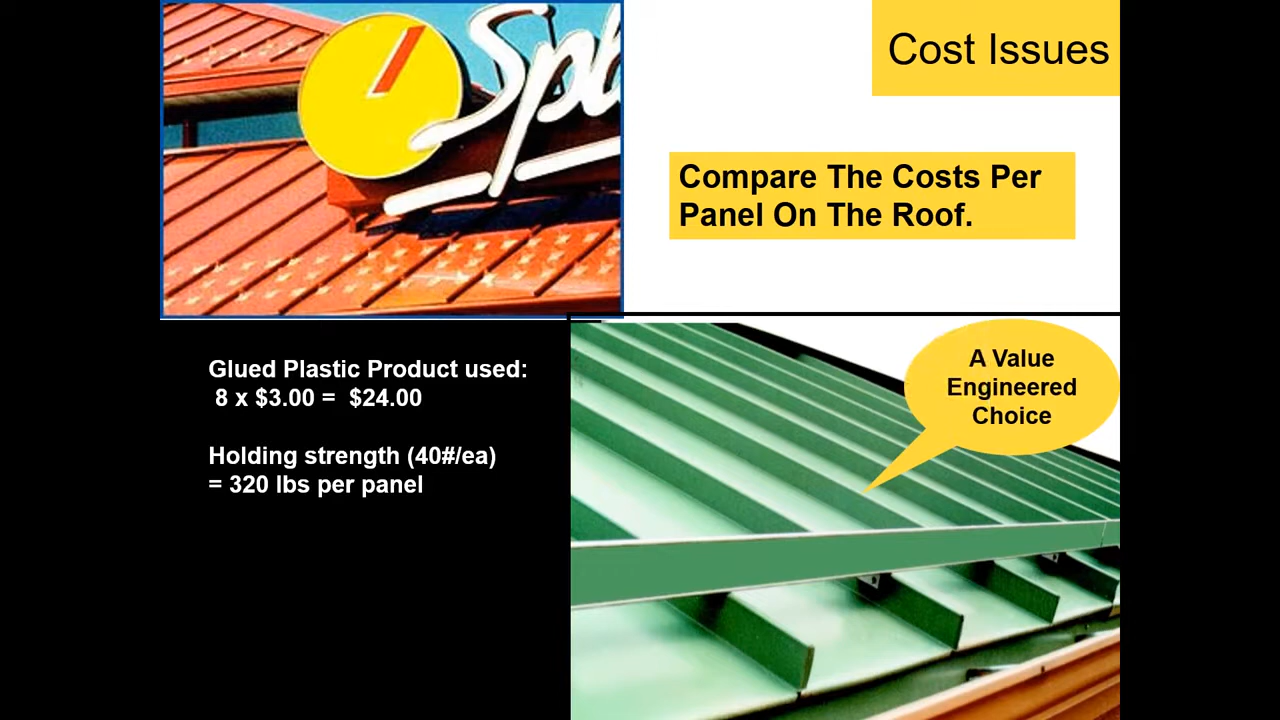 Spl
Cost Issues
Compare The Costs Per
Panel On The Roof.
Glued Plastic Product used:
8 x $3.00 = $24.00
Holding strength (40#/ea)
= 320 lbs per panel
A Value
Engineered
Choice